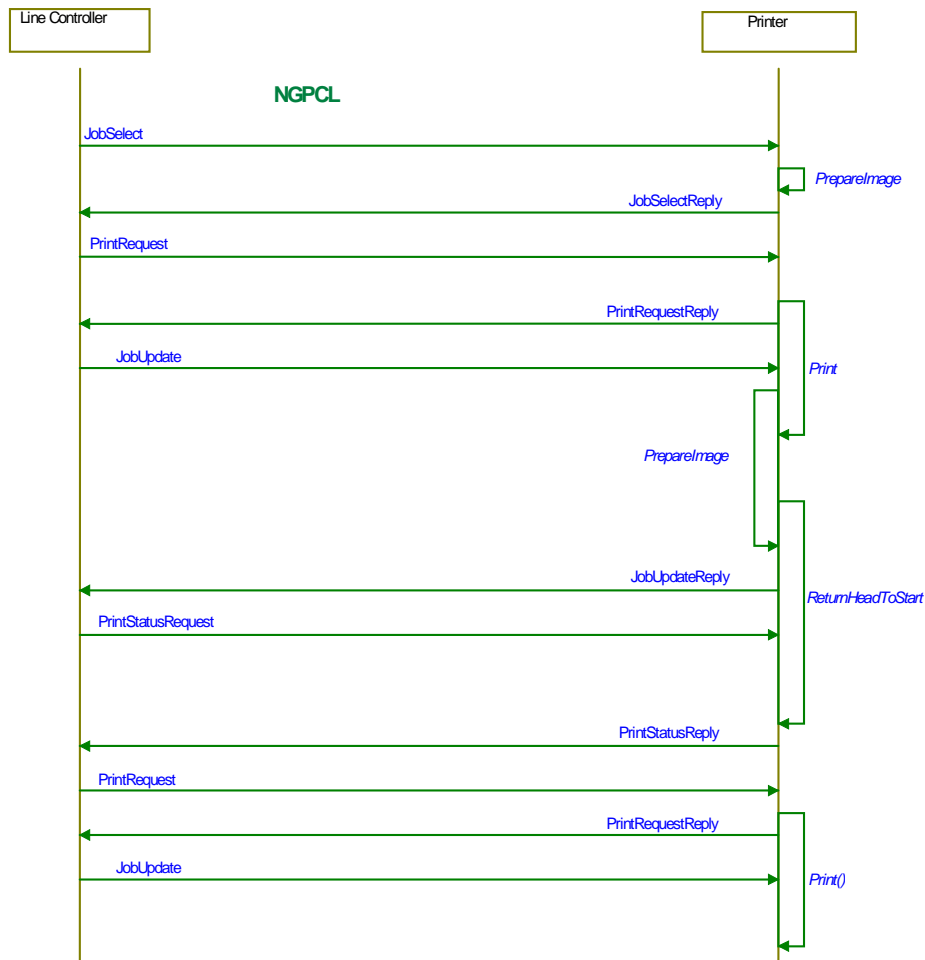 Line Controller
Printer
NGPCL
JobSelect
PrepareImage
JobSelectReply
PrintRequest
PrintRequestReply
JobUpdate
Print
PrepareImage
JobUpdateReply
ReturnHeadToStart
PrintStatusRequest
PrintStatusReply
PrintRequest
PrintRequestReply
JobUpdate
Print()